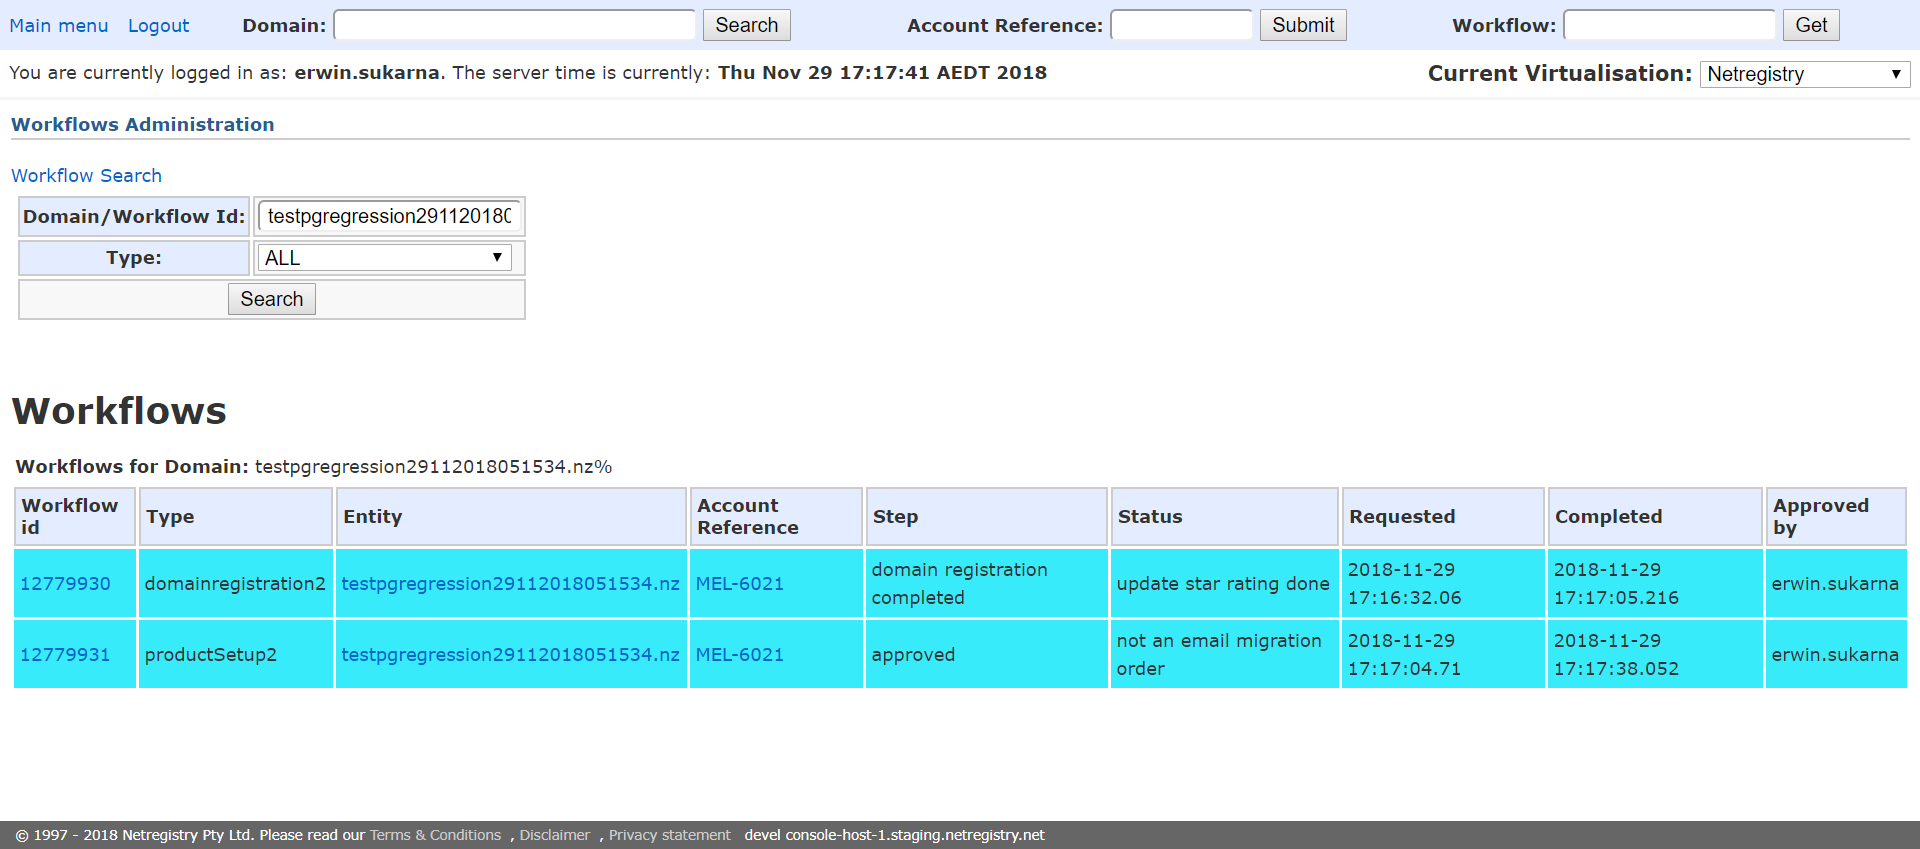 Main menu Logout Domain: Search Account Reference: Submit Workflow: Get
You are currently logged in as: erwin.sukarna. The server time is currently: Thu Nov 29 17:17:41 AEDT 2018 Current Virtualisation: Netregistry
Workflows Administration
Workflow Search
Domain/Workflow Id: testpgregression29112018
Type: ALL
Search
Workflows
Workflows for Domain: testpgregression29112018051534.nz%
Workflow id Type Entity Account Reference Step Status Requested Completed Approved by
12779930 domainregistration2 testpgregression29112018051534.nz MEL-6021 domain registration completed update star rating done 2018-11-29 17:16:32.06 2018-11-29 17:17:05.216 erwin.sukarna
12779931 productSetup2 testpgregression29112018051534.nz MEL-6021 approved not an email migration order 2018-11-29 17:17:04.71 2018-11-29 17:17:38.052 erwin.sukarna
© 1997 - 2018 Netregistry Pty Ltd. Please read our Terms & Conditions , Disclaimer , Privacy statement devel console-host-1.staging.netregistry.net